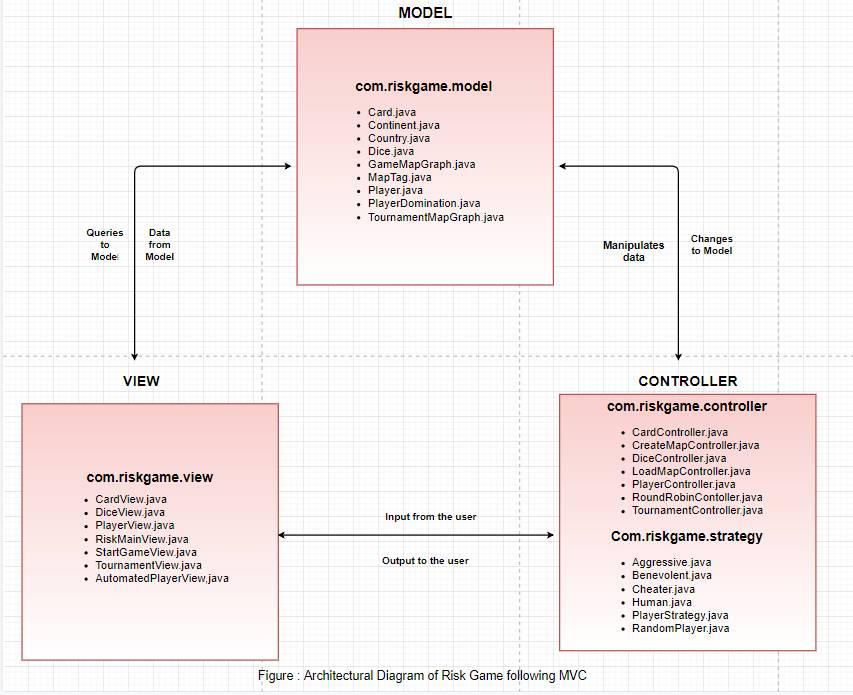 MODEL
com.riskgame.model
Card.java
Continent.java
Country.java
Dice.java
GameMapGraph.java
MapTag.java
Player.java
PlayerDomination.java
TournamentMapGraph.java
Queries
to
Model
Data
from
Model
Manipulates
data
Changes
to Model
VIEW
com.riskgame.view
CardView.java
DiceView.java
PlayerView.java
RiskMainView.java
StartGameView.java
TournamentView.java
AutomatedPlayerView.java
Input from the user
Output to the user
CONTROLLER
com.riskgame.controller
CardController.java
CreateMapController.java
DiceController.java
LoadMapController.java
PlayerController.java
RoundRobinContoller.java
TournamentController.java
Com.riskgame.strategy
Aggressive.java
Benevolent.java
Cheater.java
Human.java
PlayerStrategy.java
RandomPlayer.java
Figure : Architectural Diagram of Risk Game following MVC